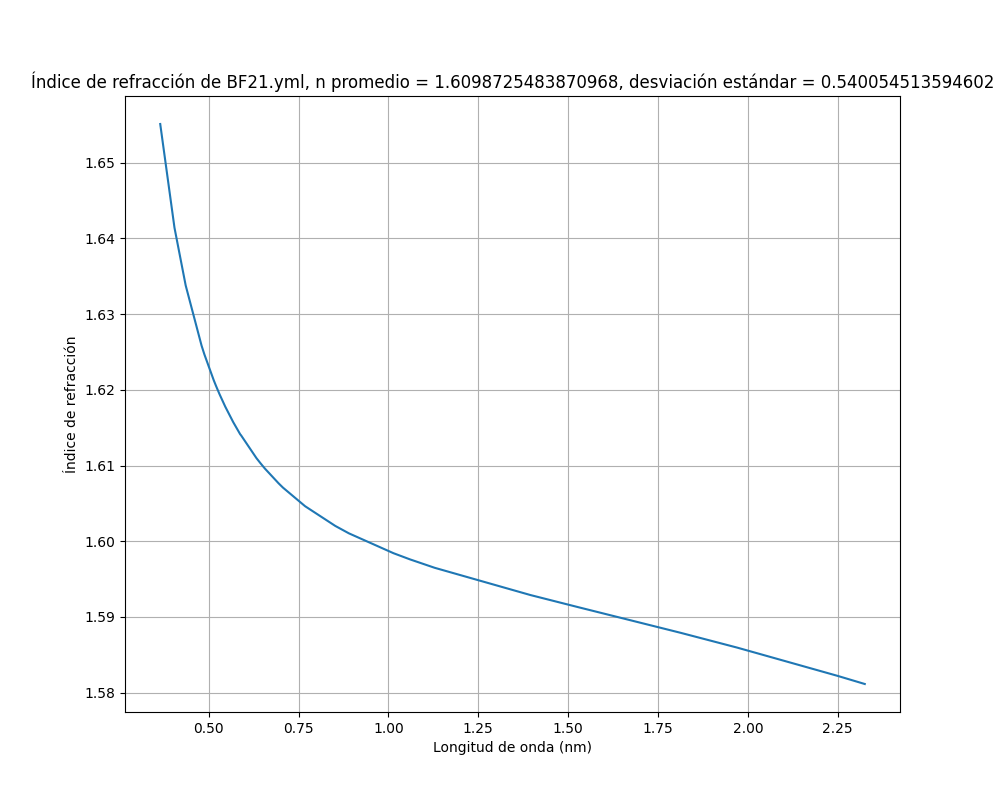 Índice de refracción de BF21.yml, n promedio = 1.6098725483870968, desviación estándar = 0.540054513594602
1.65
1.64
1.63
1.62
1.61
1.60
1.59
1.58
Índice de refracción
0.50 0.75 1.00 1.25 1.50 1.75 2.00 2.25
Longitud de onda (nm)